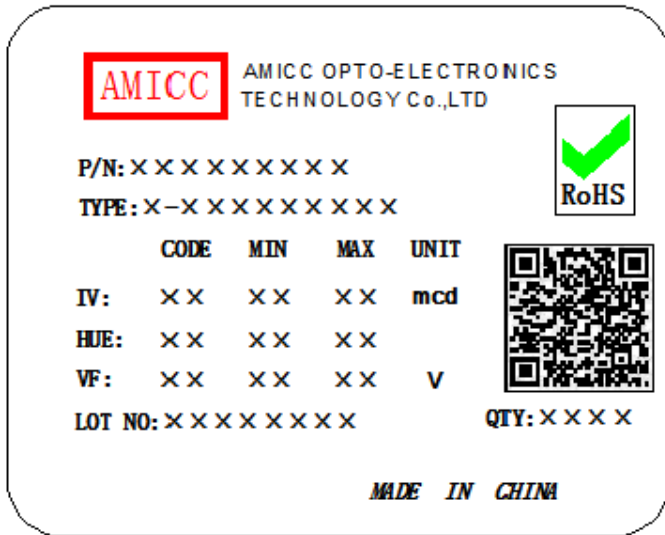 AMICC
AMICC OPTO-ELECTRONICS
TECHNOLOGY Co.,LTD
RoHS
P/N:×××××××××
TYPE:×-×××××××××
CODE MIN MAX UNIT
IV: ×× ×× ×× mcd
HUE: ×× ×× ××
VF: ×× ×× ×× V
LOT NO:×××××××× QTY:××××
MADE IN CHINA